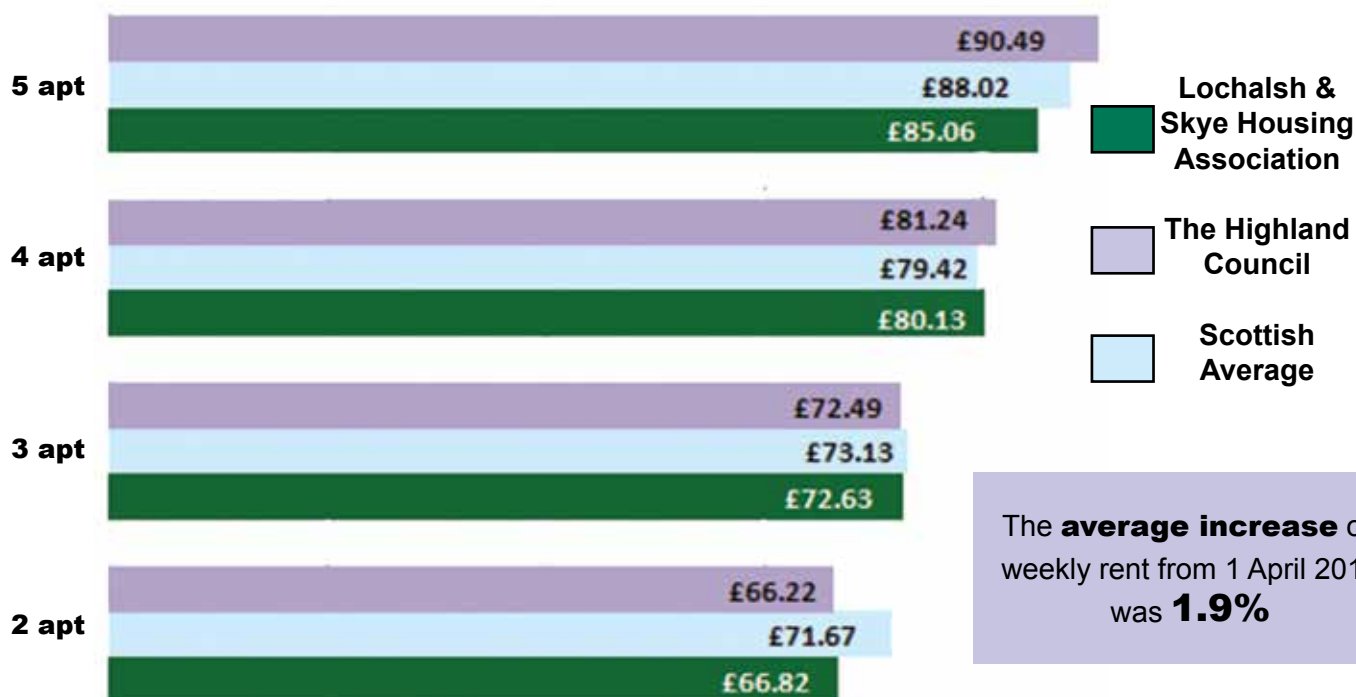 5 apt
£90.49
£88.02
£85.06
4 apt
£81.24
£79.42
£80.13
3 apt
£72.49
£73.13
£72.63
2 apt
£66.22
£71.67
£66.82
Lochalsh &
Skye Housing
Association
The Highland
Council
Scottish
Average
The average increase
weekly rent from 1 April
was 1.9%